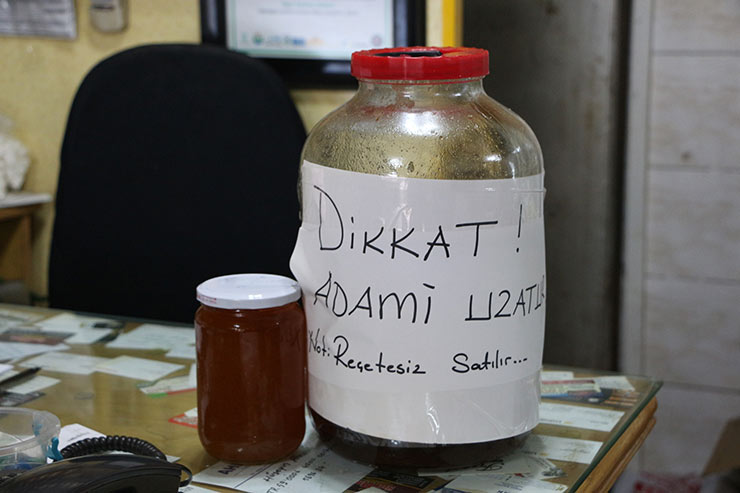 DİKKAT !
ADAMİ UZATIR
Not: Reçetesiz Satılır...